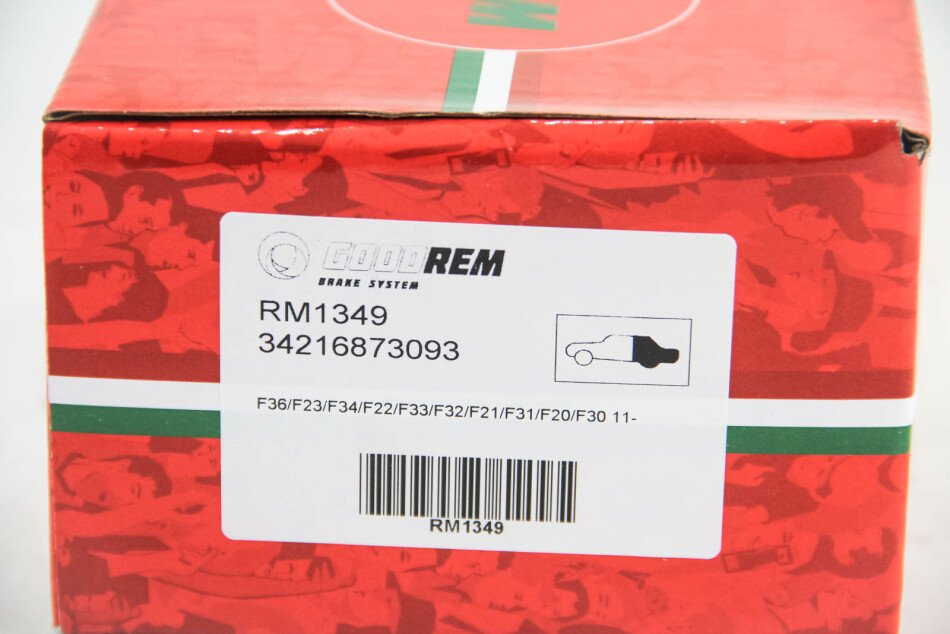 GOODREM
BRAKE SYSTEM
RM1349
34216873093
F36/F23/F34/F22/F33/F32/F21/F31/F20/F30 11-
RM1349